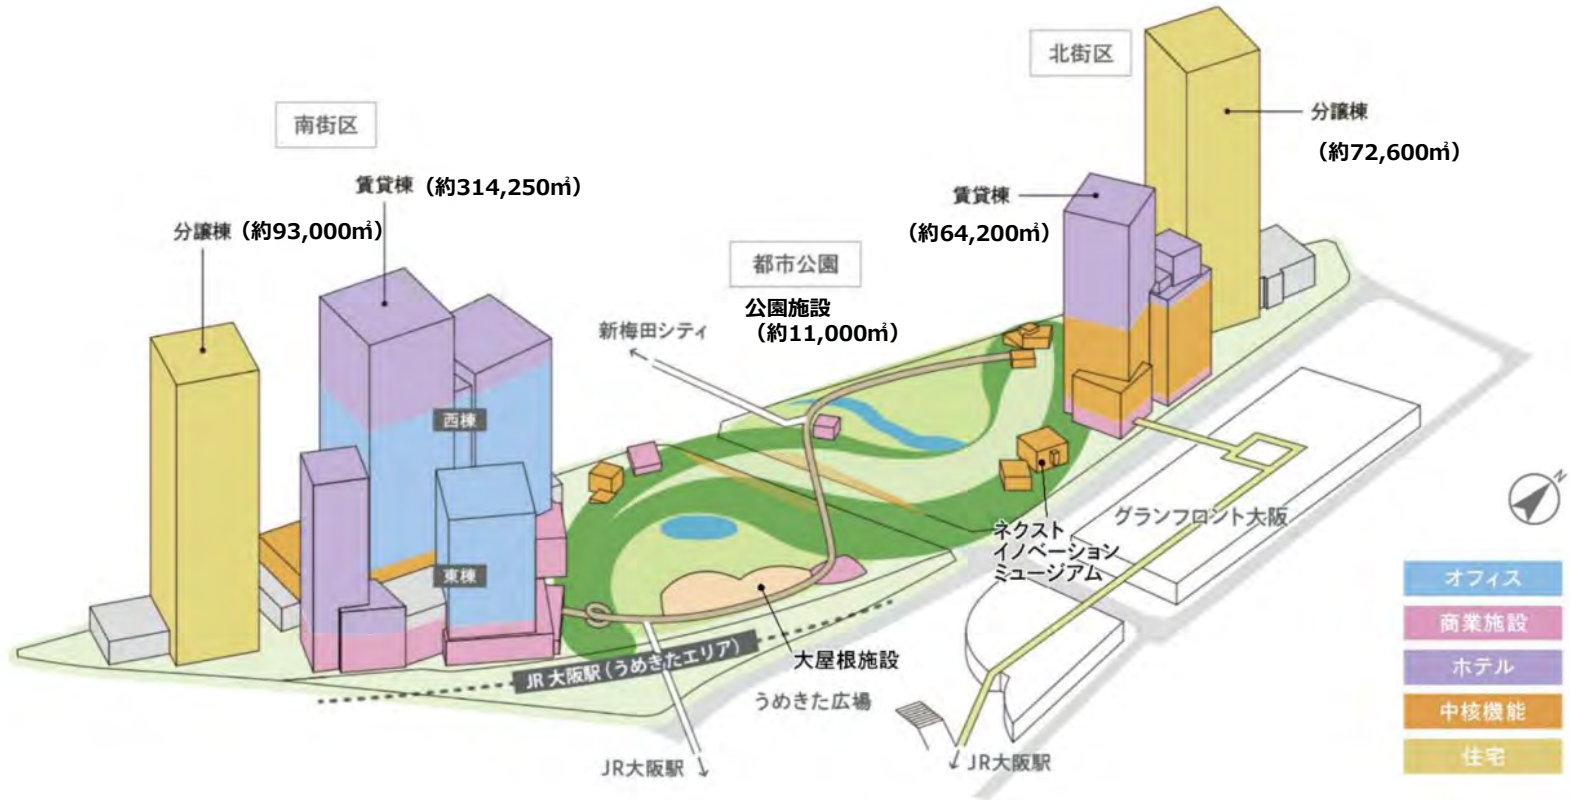 北街区
分譲棟
（約72,600㎡）
南街区
賃貸棟（約314,250㎡）
賃貸棟
（約64,200㎡）
分譲棟（約93,000㎡）
都市公園
公園施設
（約11,000㎡）
新梅田シティ
西棟
N
グランフロント大阪
ネクスト
イノベーション
ミュージアム
東棟
オフィス
商業施設
ホテル
中核機能
住宅
JR大阪駅（うめきたエリア）
大屋根施設
うめきた広場
JR大阪駅
JR大阪駅